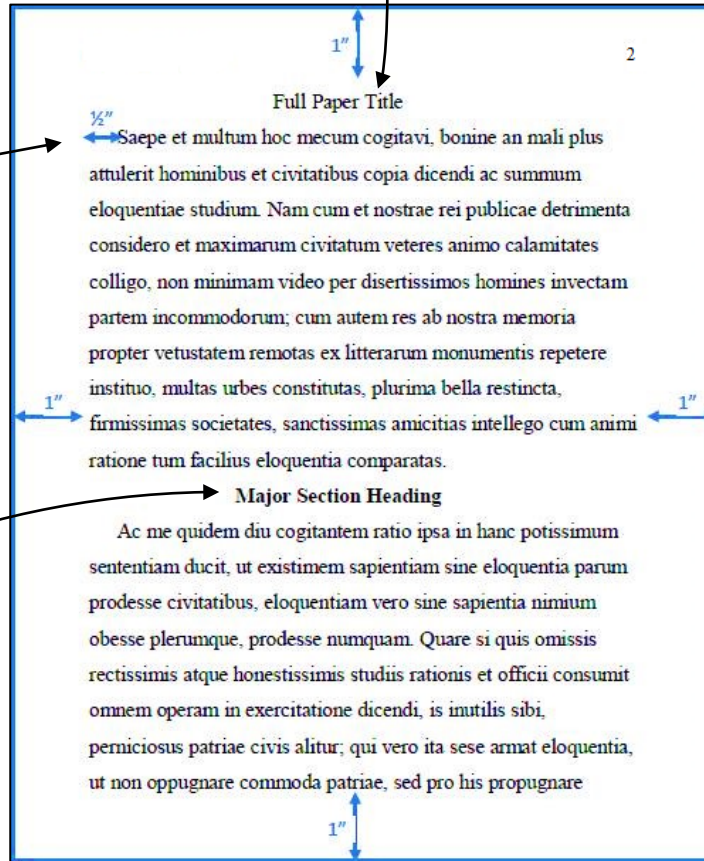 1″
2
Full Paper Title
½″
Saepe et multum hoc mecum cogitavi, bonine an mali plus
attulerit hominibus et civitatibus copia dicendi ac summum
eloquentiae studium. Nam cum et nostrae rei publicae detrimenta
considero et maximarum civitatum veteres animo calamitates
colligo, non minimam video per disertissimos homines invectam
partem incommodorum; cum autem res ab nostra memoria
propter vetustatem remotas ex litterarum monumentis repetere
instituo, multas urbes constitutas, plurima bella restincta,
1″
firmissimas societates, sanctissimas amicitias intellego cum animi
1″
ratione tum facilius eloquentia comparatas.
Major Section Heading
Ac me quidem diu cogitantem ratio ipsa in hanc potissimum
sententiam ducit, ut existimem sapientiam sine eloquentia parum
prodesse civitatibus, eloquentiam vero sine sapientia nimium
obesse plerumque, prodesse numquam. Quare si quis omissis
rectissimis atque honestissimis studiis rationis et officii consumit
omnem operam in exercitatione dicendi, is inutilis sibi,
perniciosus patriae civis alitur; qui vero ita sese armat eloquentia,
ut non oppugnare commoda patriae, sed pro his propugnare
1″